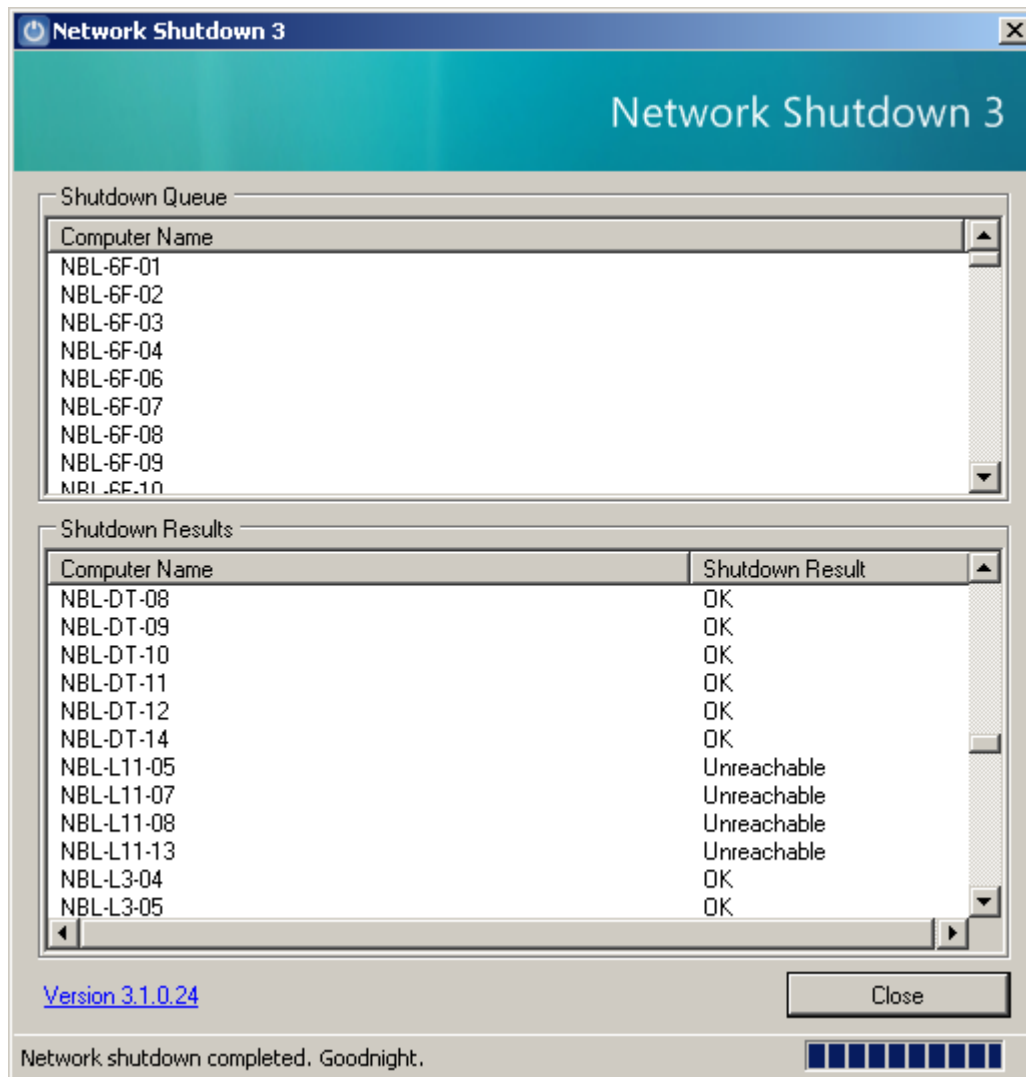 Network Shutdown 3
Network Shutdown 3
Shutdown Queue
Computer Name
NBL-6F-01
NBL-6F-02
NBL-6F-03
NBL-6F-04
NBL-6F-06
NBL-6F-07
NBL-6F-08
NBL-6F-09
NBL-6F-10
Shutdown Results
Computer Name Shutdown Result
NBL-DT-08 OK
NBL-DT-09 OK
NBL-DT-10 OK
NBL-DT-11 OK
NBL-DT-12 OK
NBL-DT-14 OK
NBL-L11-05 Unreachable
NBL-L11-07 Unreachable
NBL-L11-08 Unreachable
NBL-L11-13 Unreachable
NBL-L3-04 OK
NBL-L3-05 OK
Version 3.1.0.24
Close
Network shutdown completed. Goodnight.